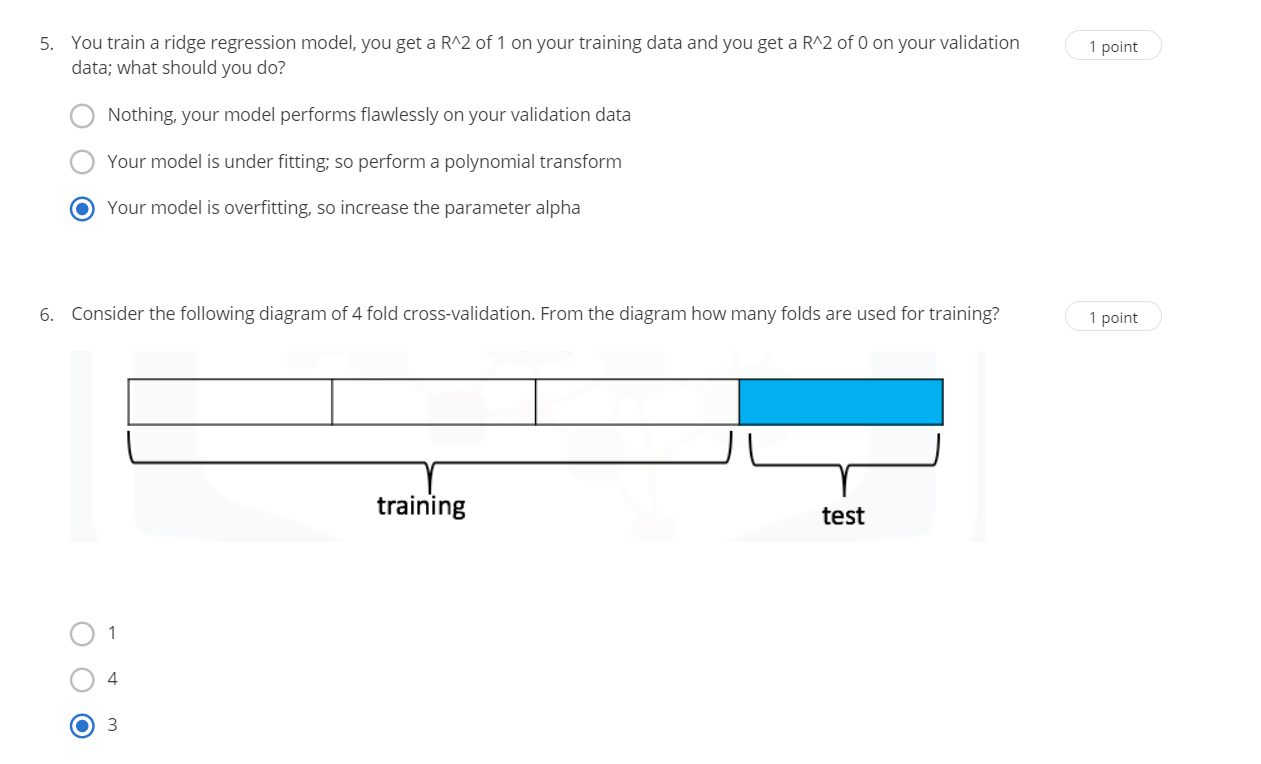 5. You train a ridge regression model, you get a R^2 of 1 on your training data and you get a R^2 of 0 on your validation
data; what should you do?
1 point
Nothing, your model performs flawlessly on your validation data
Your model is under fitting; so perform a polynomial transform
Your model is overfitting, so increase the parameter alpha
6. Consider the following diagram of 4 fold cross-validation. From the diagram how many folds are used for training?
1 point
training
test
1
4
3